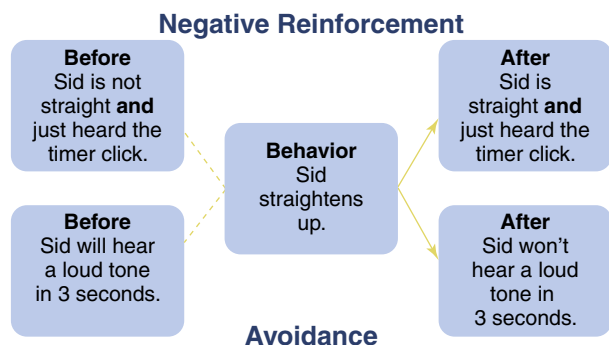 Negative Reinforcement
Before
Sid is not
straight and
just heard the
timer click.
Behavior
Sid
straightens
up.
After
Sid is
straight and
just heard the
timer click.
Before
Sid will hear
a loud tone
in 3 seconds.
After
Sid won’t
hear a loud
tone in
3 seconds.
Avoidance